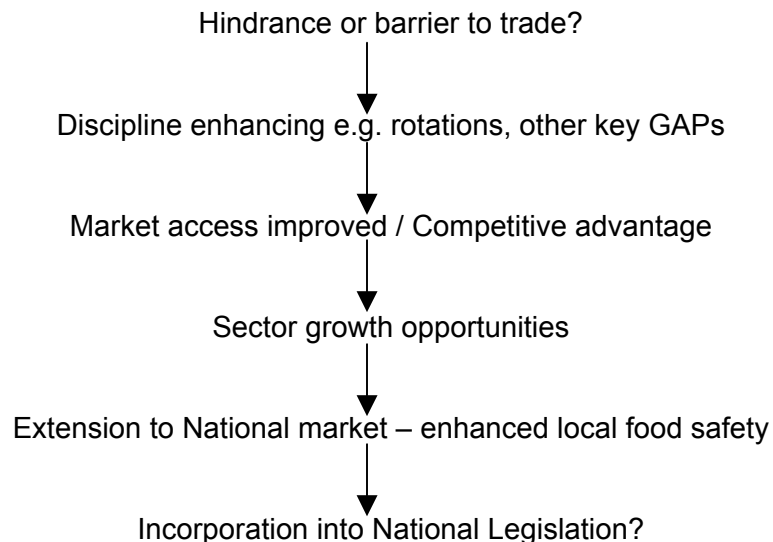 Hindrance or barrier to trade?
Discipline enhancing e.g. rotations, other key GAPs
Market access improved / Competitive advantage
Sector growth opportunities
Extension to National market – enhanced local food safety
Incorporation into National Legislation?